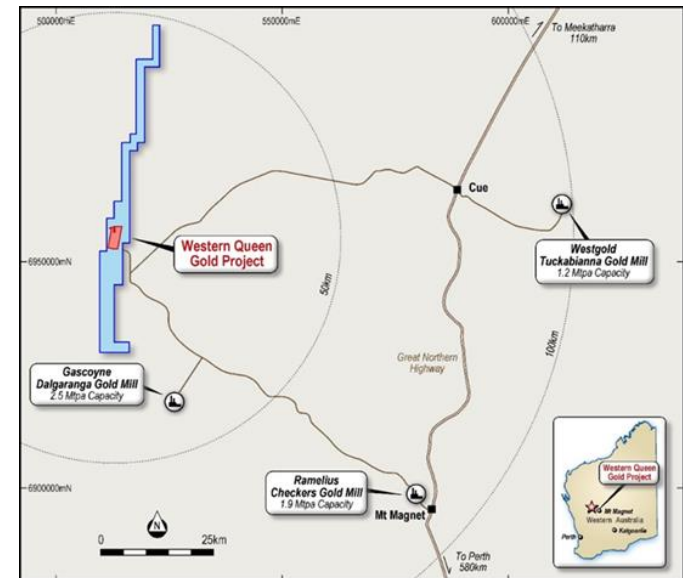 500000mE
550000mE
600000mE
To Meekatharra
110km
Cue
Western Queen
Gold Project
Westgold
Tuckabianna Gold Mill
1.2 Mtpa Capacity
6950000mN
50km
100km
Great Northern
Highway
Gascoyne
Dalgaranga Gold Mill
2.5 Mtpa Capacity
Ramelius
Checkers Gold Mill
1.9 Mtpa Capacity
6900000mN
Mt Magnet
N
0
25km
To Perth
580km
Western Queen
Gold Project
Mt Magnet
Western Australia
Perth
Kalgoorlie